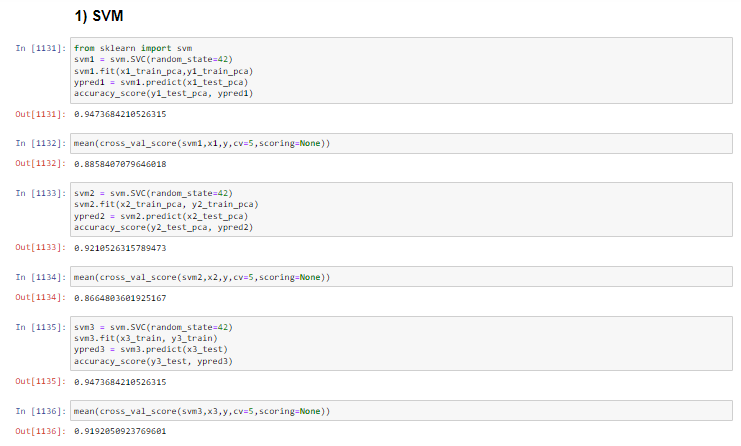 1) SVM
In [1131]: from sklearn import svm
svm1 = svm.SVC(random_state=42)
svm1.fit(x1_train_pca,y1_train_pca)
ypred1 = svm1.predict(x1_test_pca)
accuracy_score(y1_test_pca, ypred1)
Out[1131]: 0.9473684210526315
In [1132]: mean(cross_val_score(svm1,x1,y,cv=5,scoring=None))
Out[1132]: 0.8858407079646018
In [1133]: svm2 = svm.SVC(random_state=42)
svm2.fit(x2_train_pca, y2_train_pca)
ypred2 = svm2.predict(x2_test_pca)
accuracy_score(y2_test_pca, ypred2)
Out[1133]: 0.9210526315789473
In [1134]: mean(cross_val_score(svm2,x2,y,cv=5,scoring=None))
Out[1134]: 0.8664803601925167
In [1135]: svm3 = svm.SVC(random_state=42)
svm3.fit(x3_train, y3_train)
ypred3 = svm3.predict(x3_test)
accuracy_score(y3_test, ypred3)
Out[1135]: 0.9473684210526315
In [1136]: mean(cross_val_score(svm3,x3,y,cv=5,scoring=None))
Out[1136]: 0.9192050923769601